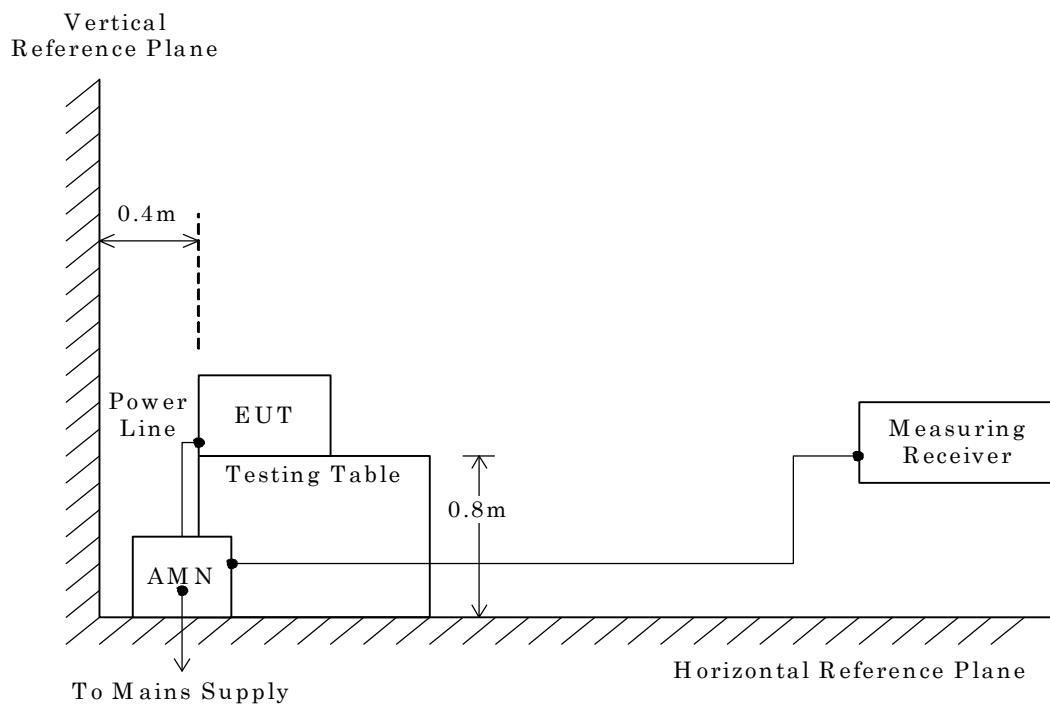 Vertical
Reference Plane
0.4m
Power
Line
EUT
Testing Table
0.8m
Measuring
Receiver
AMN
Horizontal Reference Plane
To Mains Supply